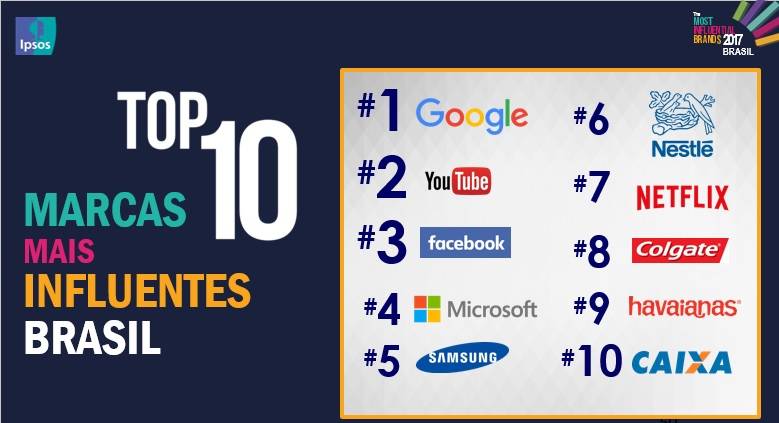 Ipsos
The
MOST
INFLUENTIAL
BRANDS 2017
BRASIL
TOP
10
MARCAS
MAIS
INFLUENTES
BRASIL
#1 Google
#2 YouTube
#3 facebook
#4 Microsoft
#5 SAMSUNG
#6 Nestlé
#7 NETFLIX
#8 Colgate
#9 havaianas
#10 CAIXA